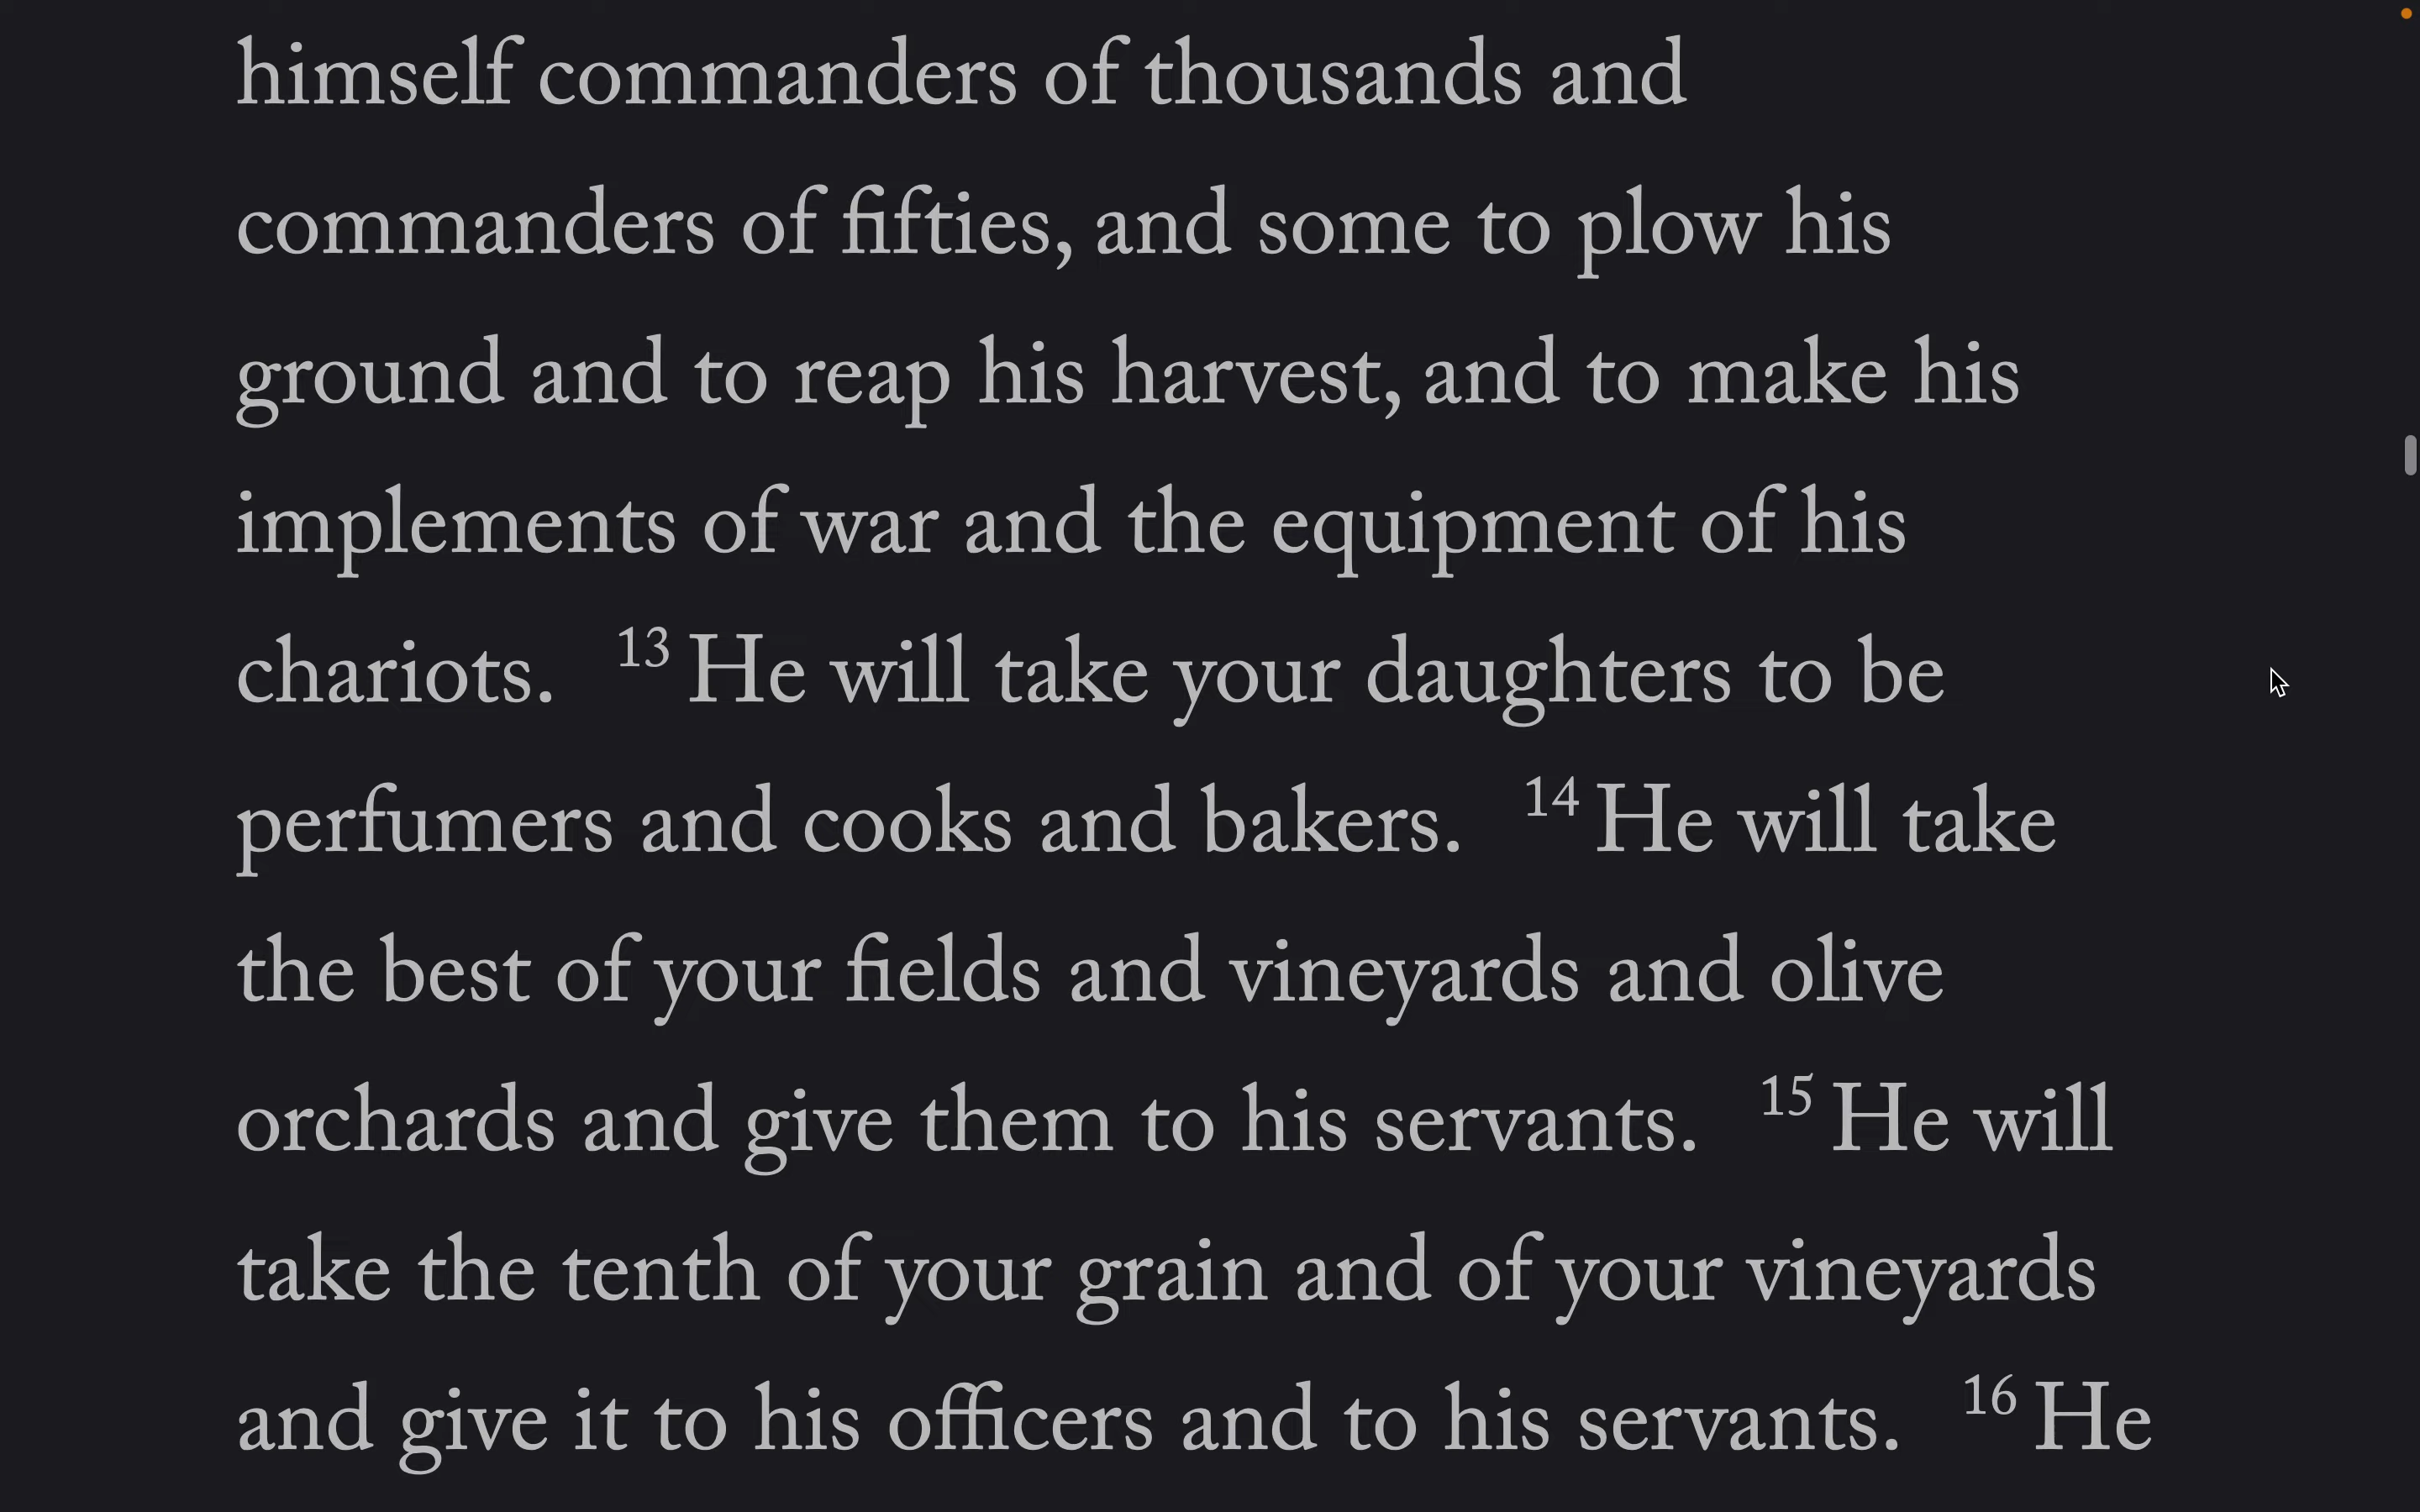 himself commanders of thousands and
commanders of fifties, and some to plow his
ground and to reap his harvest, and to make his
implements of war and the equipment of his
chariots. 13 He will take your daughters to be
perfumers and cooks and bakers. 14 He will take
the best of your fields and vineyards and olive
orchards and give them to his servants. 15 He will
take the tenth of your grain and of your vineyards
and give it to his officers and to his servants. 16 He